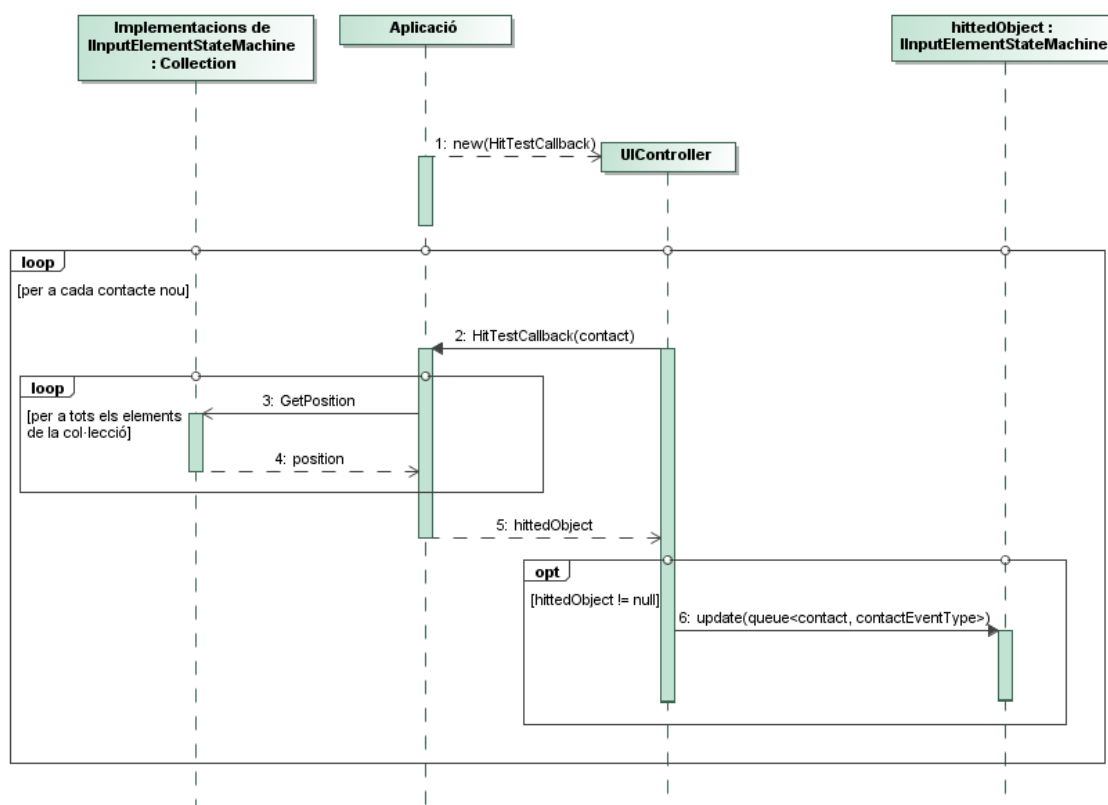 Implementacions de
IInputElementStateMachine
: Collection
Aplicació
hittedObject :
IInputElementStateMachine
1: new(HitTestCallback)
UIController
loop
[per a cada contacte nou]
2: HitTestCallback(contact)
loop
[per a tots els elements
de la col·lecció]
3: GetPosition
4: position
5: hittedObject
opt
[hittedObject != null]
6: update(queue<contact, contactEventType>)